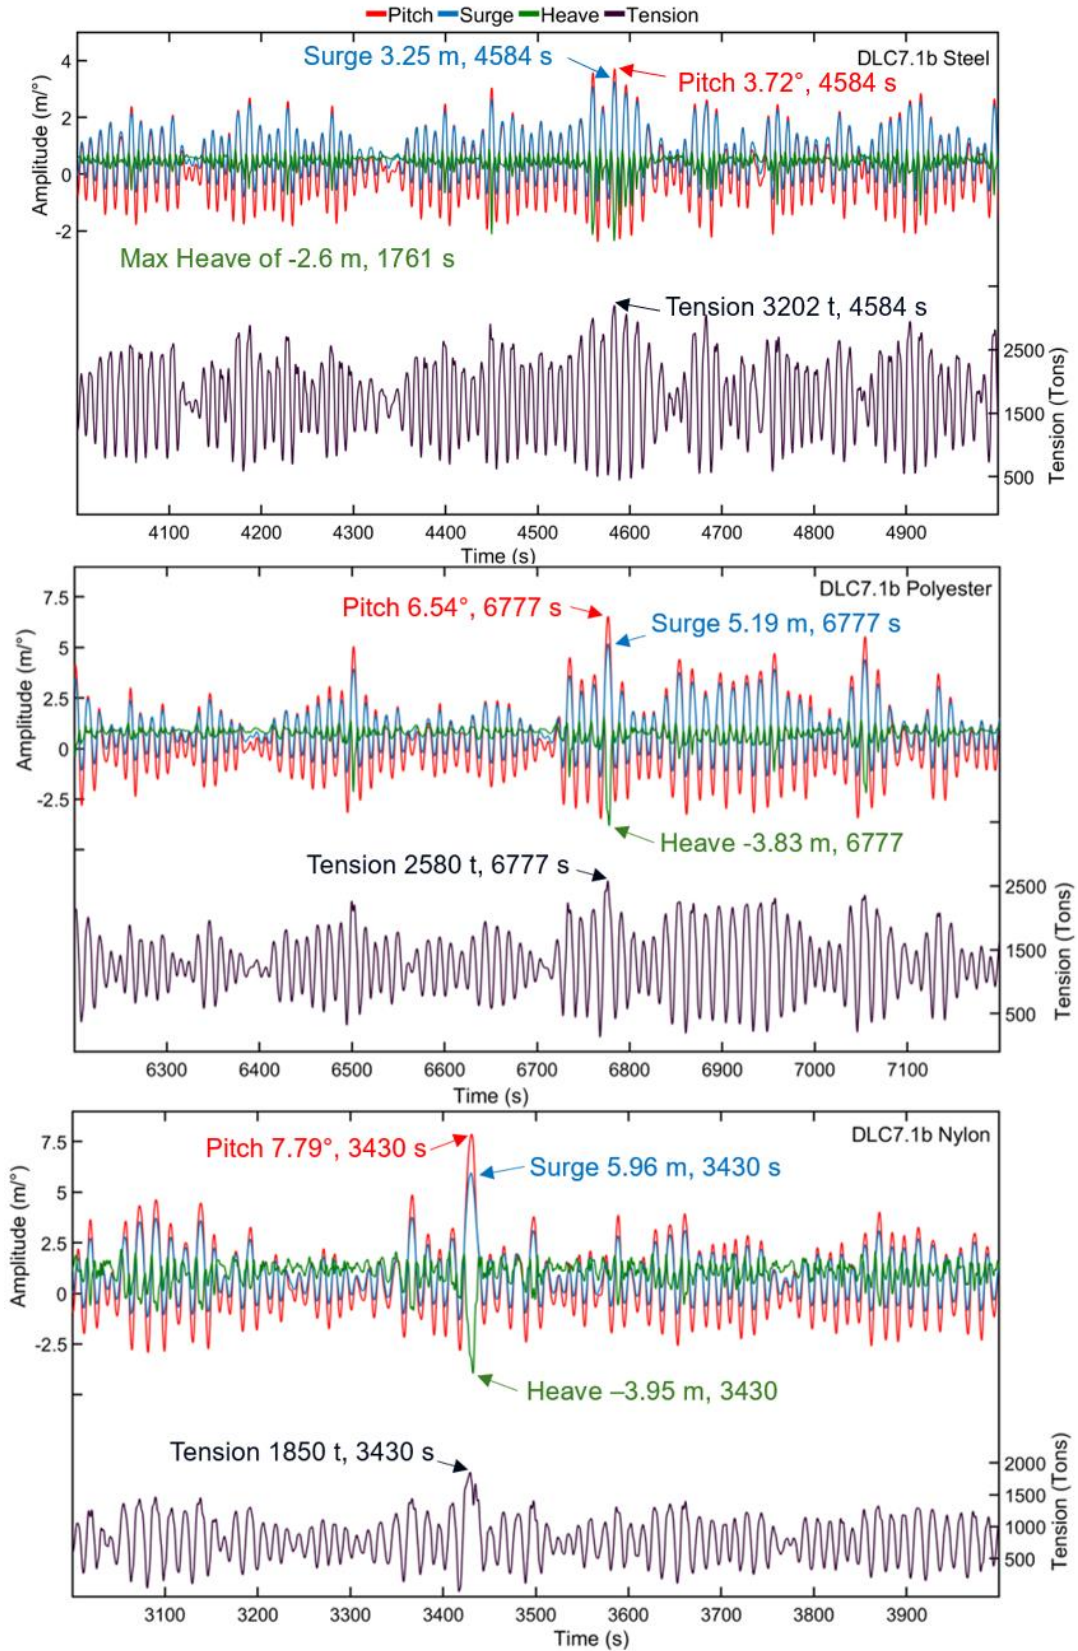 Pitch Surge Heave Tension
Surge 3.25 m, 4584 s
DLC7.1b Steel
Pitch 3.72°, 4584 s
4
2
0
-2
Amplitude (m/°)
Max Heave of -2.6 m, 1761 s
Tension 3202 t, 4584 s
2500
1500
500
Tension (Tons)
4100 4200 4300 4400 4500 4600 4700 4800 4900
Time (s)
DLC7.1b Polyester
Pitch 6.54°, 6777 s
Surge 5.19 m, 6777 s
7.5
5
2.5
0
-2.5
Amplitude (m/°)
Heave -3.83 m, 6777
Tension 2580 t, 6777 s
2500
1500
500
Tension (Tons)
6300 6400 6500 6600 6700 6800 6900 7000 7100
Time (s)
DLC7.1b Nylon
Pitch 7.79°, 3430 s
Surge 5.96 m, 3430 s
7.5
5
2.5
0
-2.5
Amplitude (m/°)
Heave –3.95 m, 3430
Tension 1850 t, 3430 s
2000
1500
1000
500
Tension (Tons)
3100 3200 3300 3400 3500 3600 3700 3800 3900
Time (s)